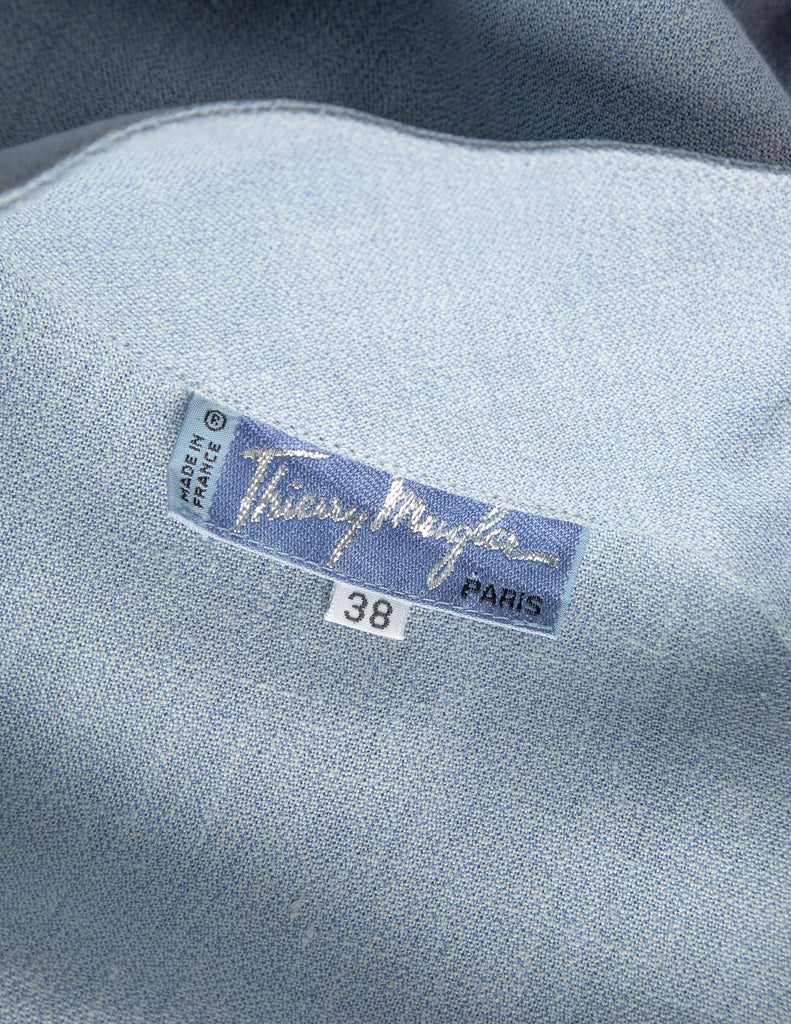 ®
MADE IN
FRANCE
Thierry Mugler
PARIS
38